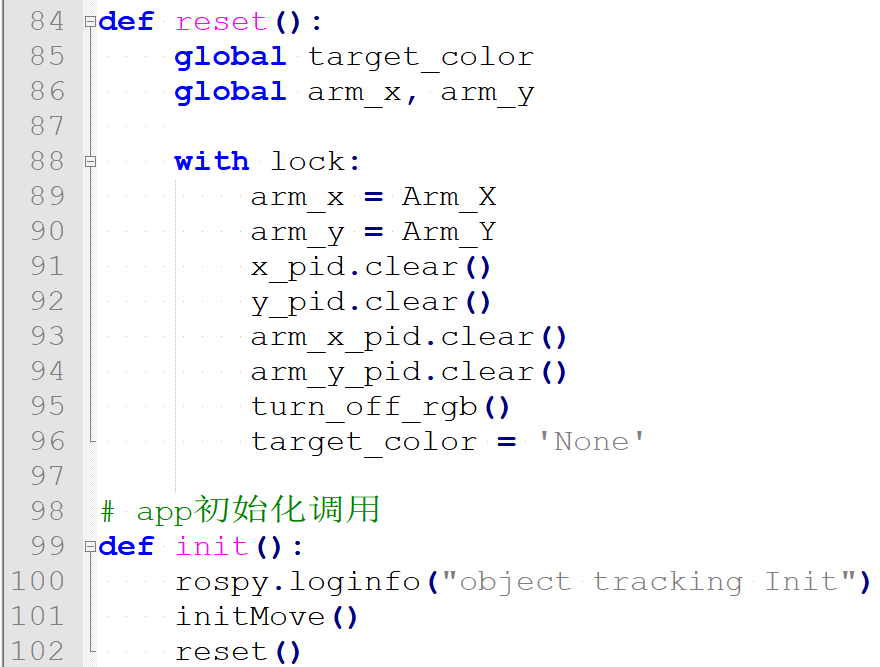 84 def reset():
85     global target_color
86     global arm_x, arm_y
87
88     with lock:
89         arm_x = Arm_X
90         arm_y = Arm_Y
91         x_pid.clear()
92         y_pid.clear()
93         arm_x_pid.clear()
94         arm_y_pid.clear()
95         turn_off_rgb()
96         target_color = 'None'
97
98 # app初始化调用
99 def init():
100     rospy.loginfo("object tracking Init")
101     initMove()
102     reset()